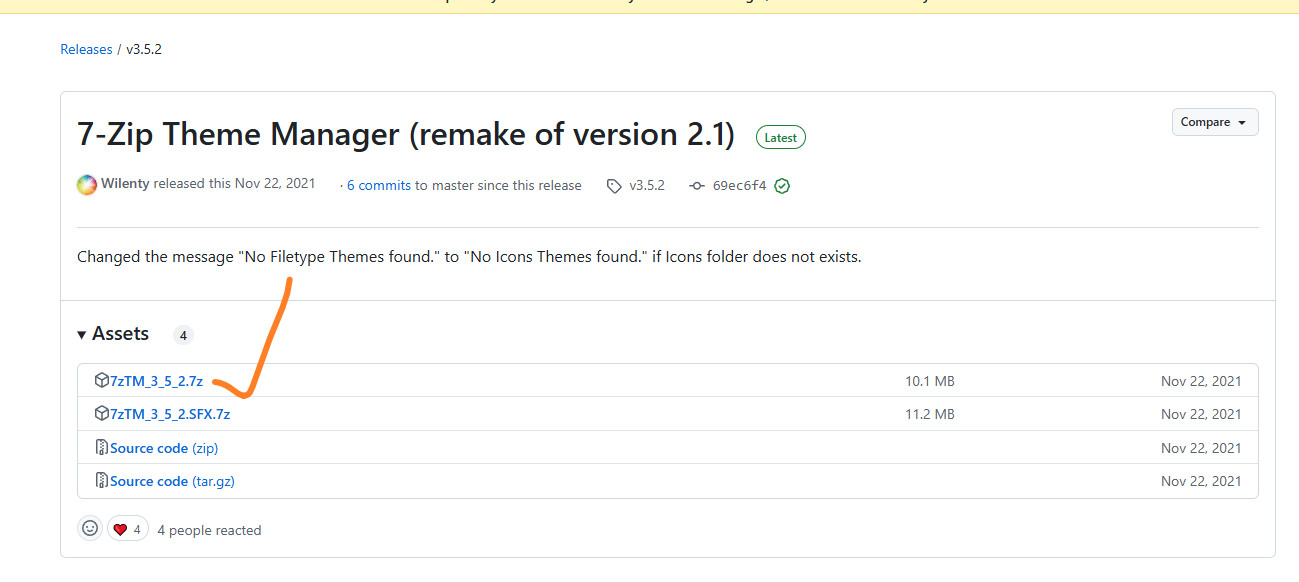 Releases / v3.5.2
7-Zip Theme Manager (remake of version 2.1) Latest
Compare
Wilenty released this Nov 22, 2021 · 6 commits to master since this release v3.5.2 69ec6f4
Changed the message "No Filetype Themes found." to "No Icons Themes found." if Icons folder does not exists.
Assets 4
7zTM_3_5_2.7z 10.1 MB Nov 22, 2021
7zTM_3_5_2.SFX.7z 11.2 MB Nov 22, 2021
Source code (zip) Nov 22, 2021
Source code (tar.gz) Nov 22, 2021
4 4 people reacted